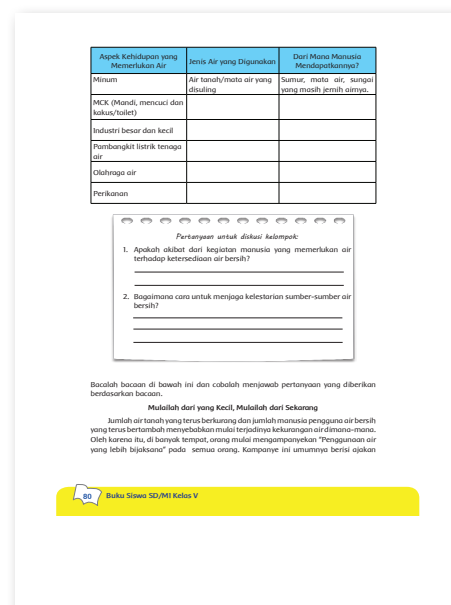 Aspek Kehidupan yang
Memerlukan Air
Jenis Air yang Digunakan
Dari Mana Manusia
Mendapatkannya?
Minum
Air tanah/mata air yang
disuling
Sumur, mata air, sungai
yang masih jernih airnya.
MCK (Mandi, mencuci dan
kakus/toilet)
Industri besar dan kecil
Pambangkit listrik tenaga
air
Olahraga air
Perikanan
Pertanyaan untuk diskusi kelompok:
1. Apakah akibat dari kegiatan manusia yang memerlukan air
terhadap ketersediaan air bersih?
2. Bagaimana cara untuk menjaga kelestarian sumber-sumber air
bersih?
Bacalah bacaan di bawah ini dan cobalah menjawab pertanyaan yang diberikan
berdasarkan bacaan.
Mulailah dari yang Kecil, Mulailah dari Sekarang
Jumlah air tanah yang terus berkurang dan jumlah manusia pengguna air bersih
yang terus bertambah menyebabkan mulai terjadinya kekurangan air dimana-mana.
Oleh karena itu, di banyak tempat, orang mulai mengampanyekan "Penggunaan air
yang lebih bijaksana" pada semua orang. Kampanye ini umumnya berisi ajakan
80 Buku Siswa SD/MI Kelas V